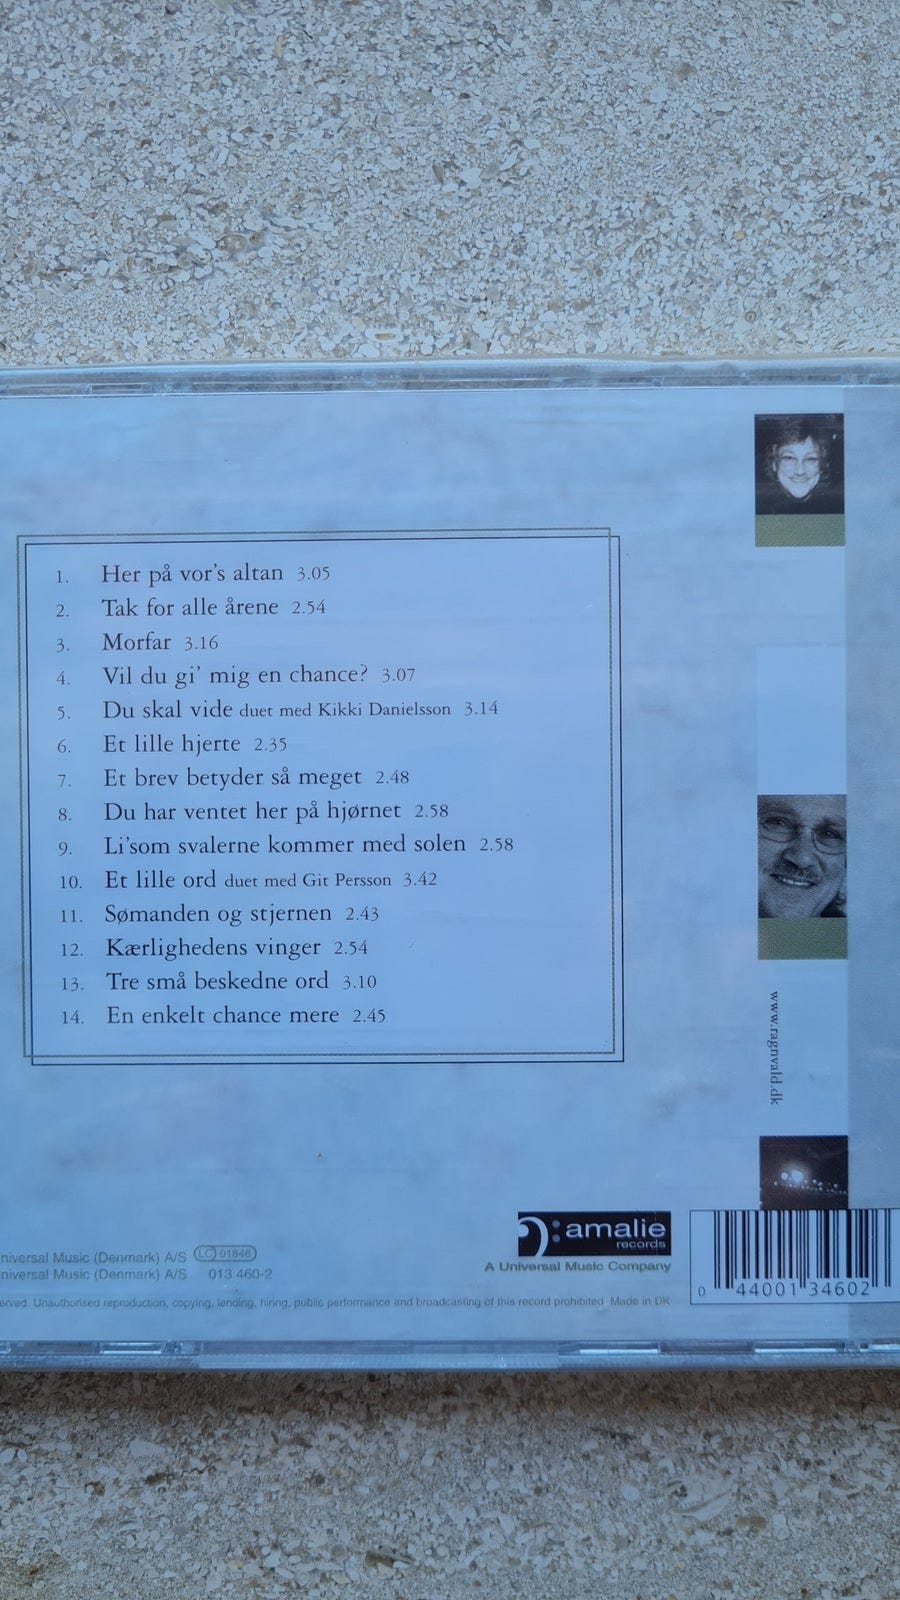 1. Her på vor's altan 3.05
2. Tak for alle årene 2.54
3. Morfar 3.16
4. Vil du gi' mig en chance? 3.07
5. Du skal vide duet med Kikki Danielsson 3.14
6. Et lille hjerte 2.35
7. Et brev betyder så meget 2.48
8. Du har ventet her på hjørnet 2.58
9. Li'som svalerne kommer med solen 2.58
10. Et lille ord duet med Git Persson 3.42
11. Sømanden og stjernen 2.43
12. Kærlighedens vinger 2.54
13. Tre små beskedne ord 3.10
14. En enkelt chance mere 2.45
www.ragnvald.dk
amalie
records
A Universal Music Company
niversal Music (Denmark) A/S LC 01846
niversal Music (Denmark) A/S 013 460-2
erved. Unauthorised reproduction, copying, lending, hiring, public performance and broadcasting of this record prohibited. Made in DK
0 44001 34602